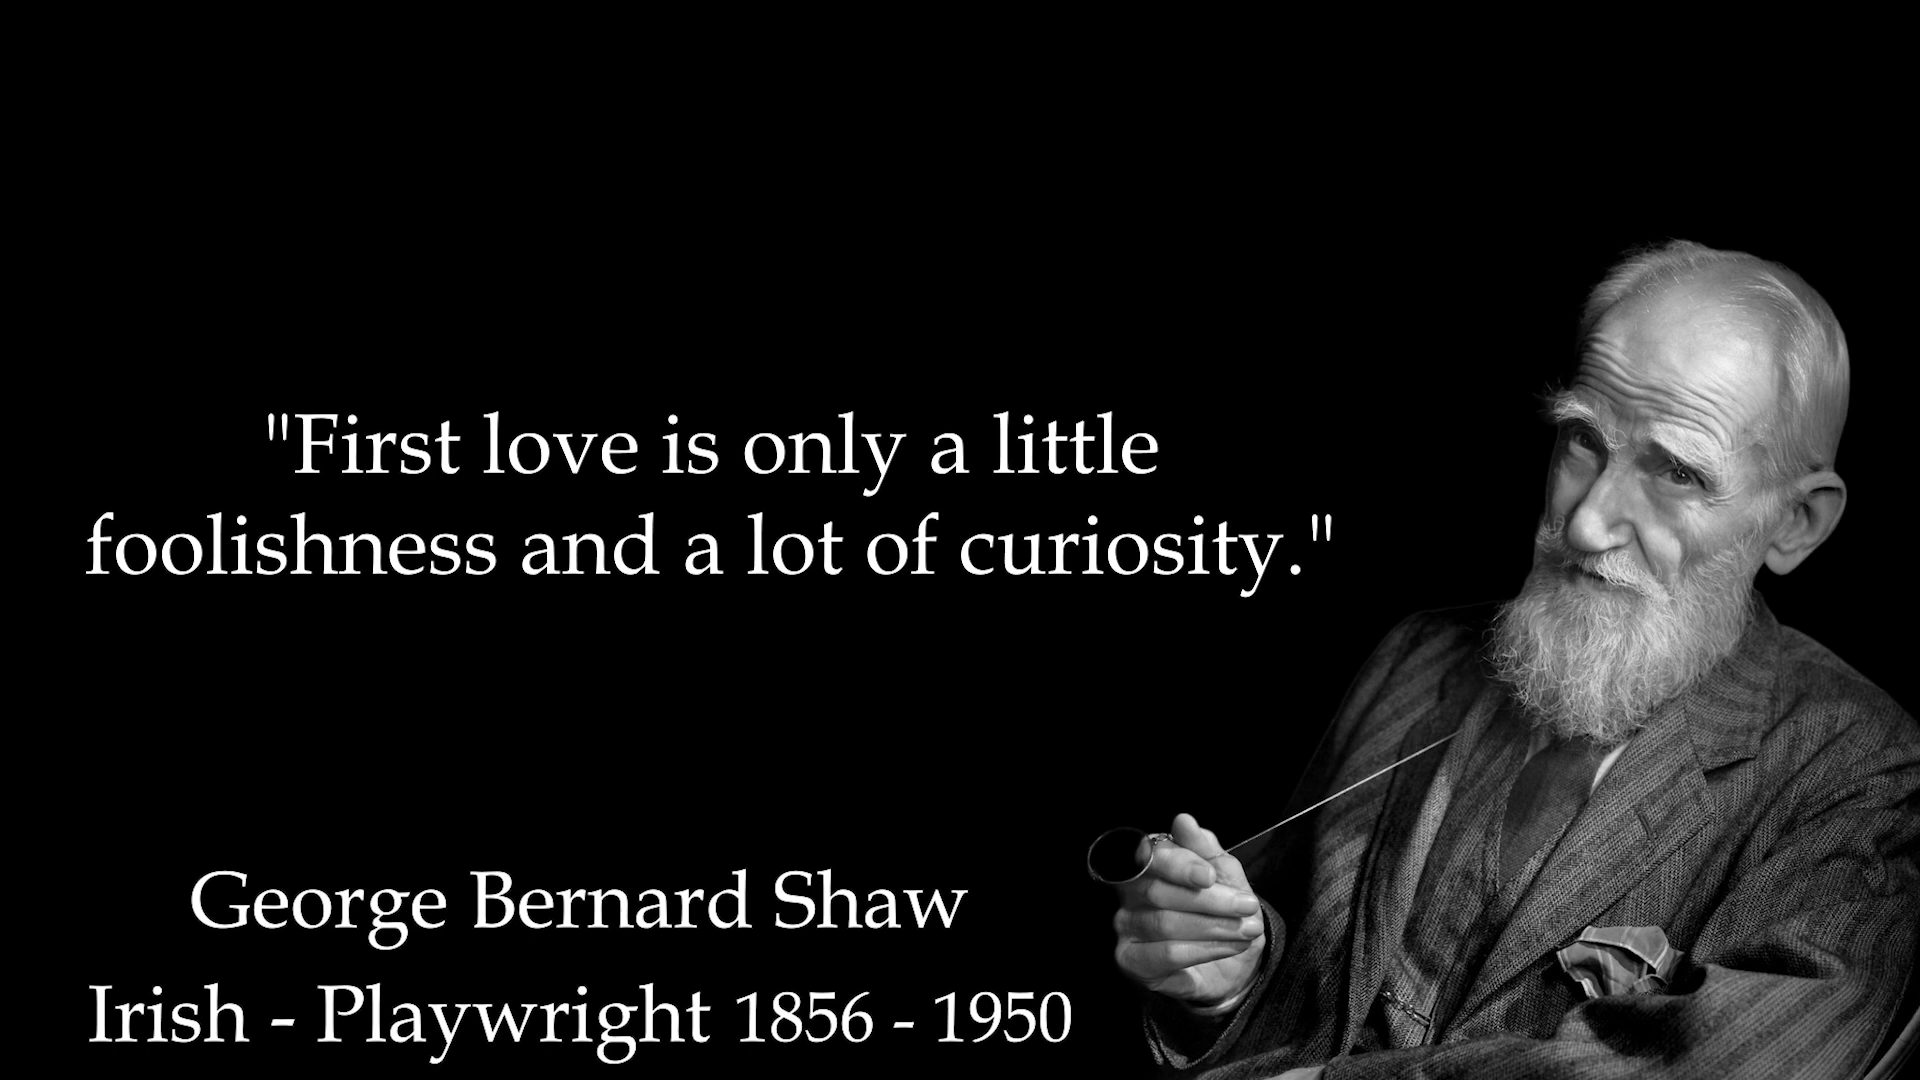 "First love is only a little
foolishness and a lot of curiosity."
George Bernard Shaw
Irish - Playwright 1856 - 1950